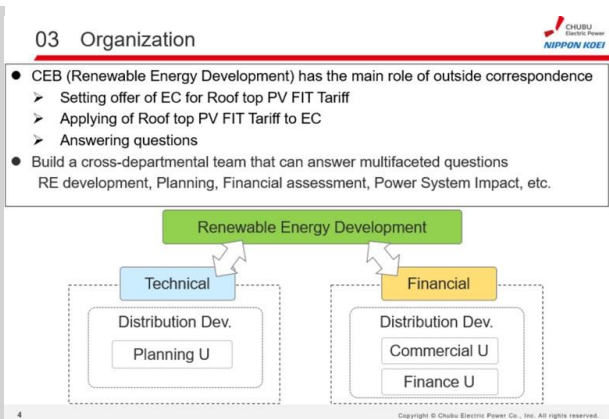 03 Organization
CHUBU
Electric Power
NIPPON KOEI
● CEB (Renewable Energy Development) has the main role of outside correspondence
➢ Setting offer of EC for Roof top PV FIT Tariff
➢ Applying of Roof top PV FIT Tariff to EC
➢ Answering questions
● Build a cross-departmental team that can answer multifaceted questions
RE development, Planning, Financial assessment, Power System Impact, etc.
Renewable Energy Development
Technical
Distribution Dev.
Planning U
Financial
Distribution Dev.
Commercial U
Finance U
4
Copyright © Chubu Electric Power Co., Inc. All rights reserved.